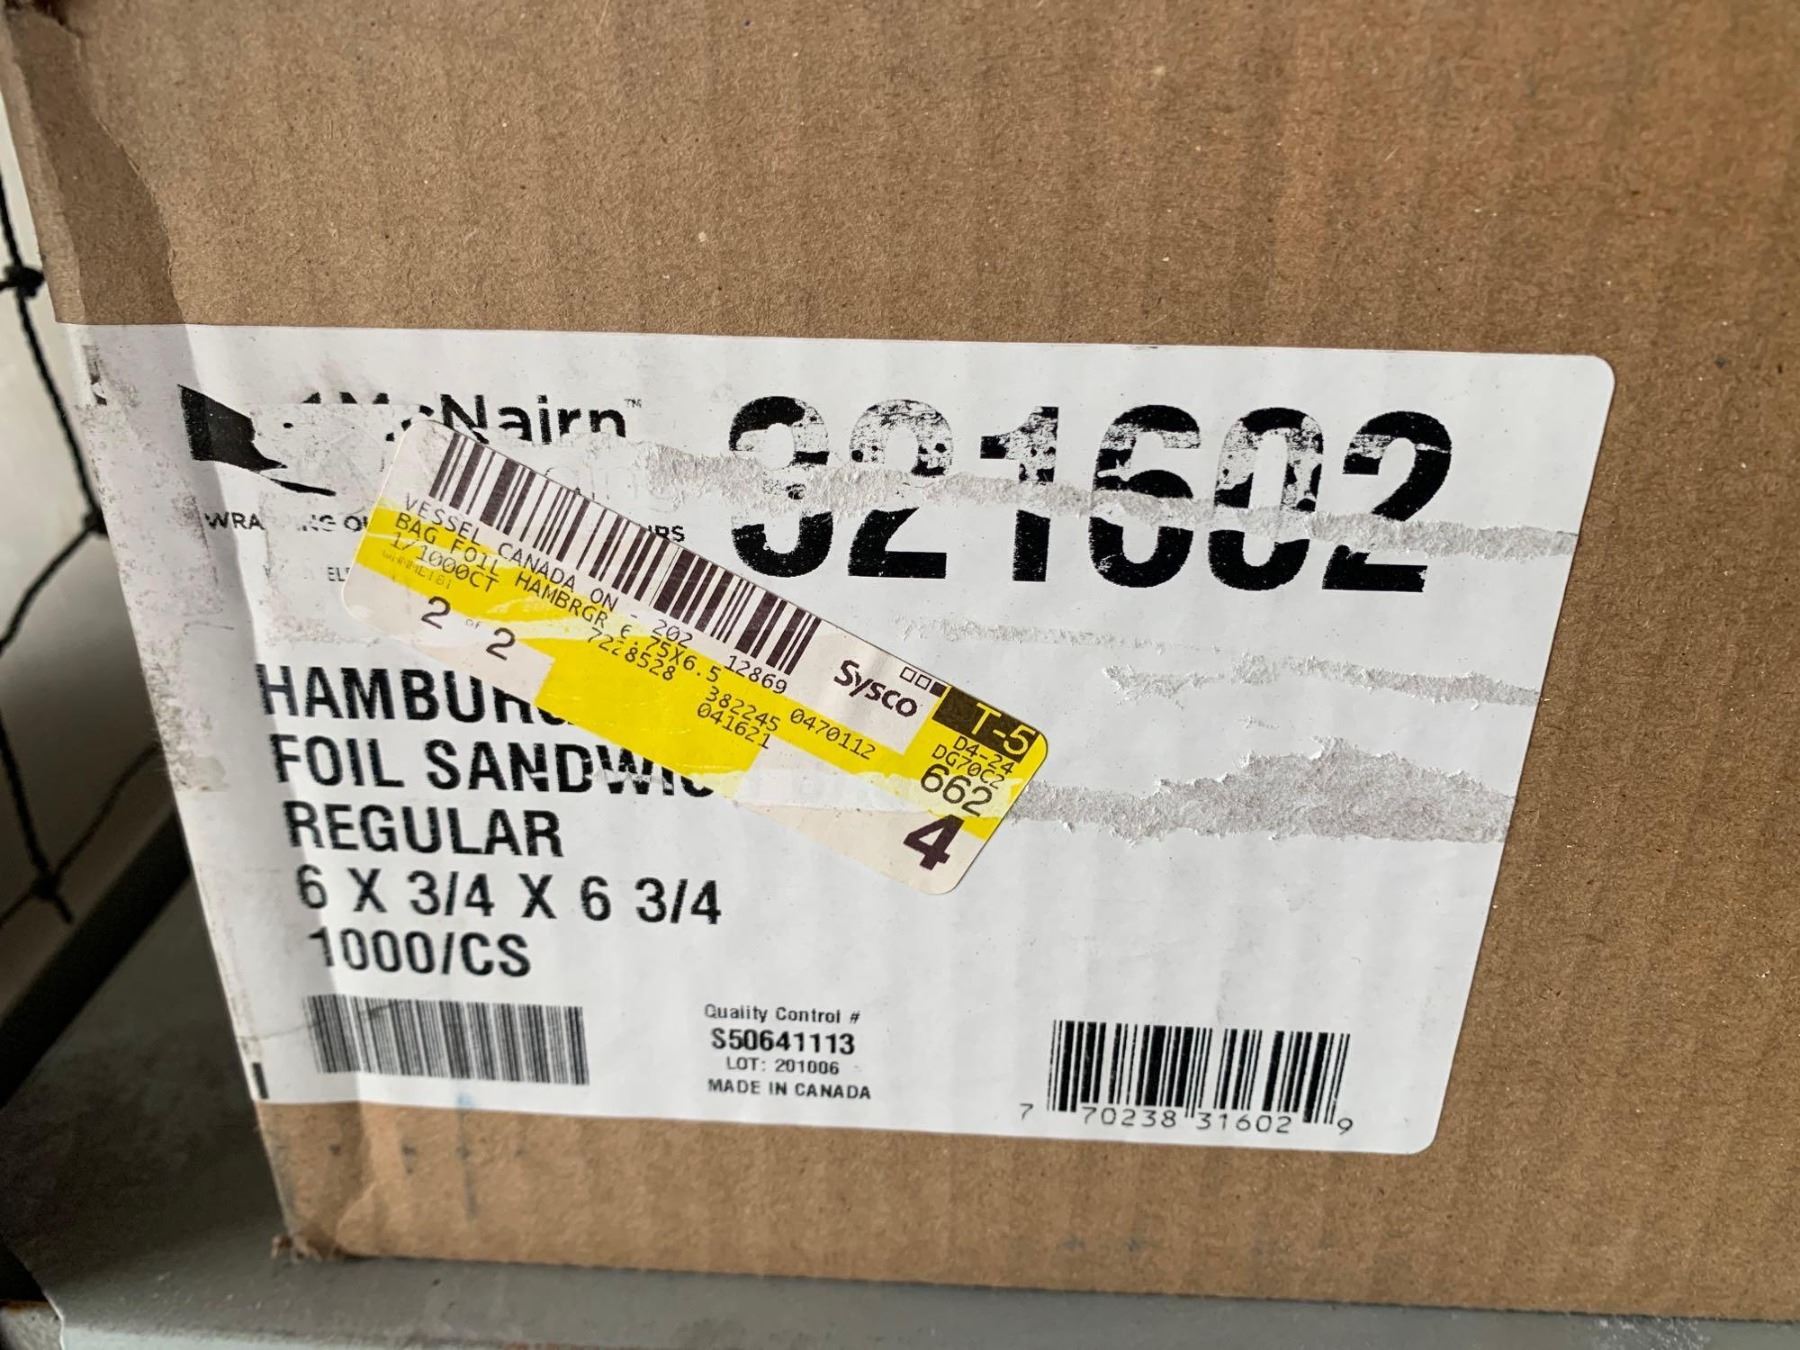 McNairn™
321602
HAMBURG
FOIL SANDWIC
REGULAR
6 X 3/4 X 6 3/4
1000/CS
Quality Control #
S50641113
LOT: 201006
MADE IN CANADA
7 70238 31602 9
VESSEL CANADA ON - 202
BAG FOIL HAMBRGR 6.75X6.5 12869
1/1000CT
7228528
2 OF 2
382245 0470112
041621
Sysco
T-5
D4-24
DG70C2
662
4